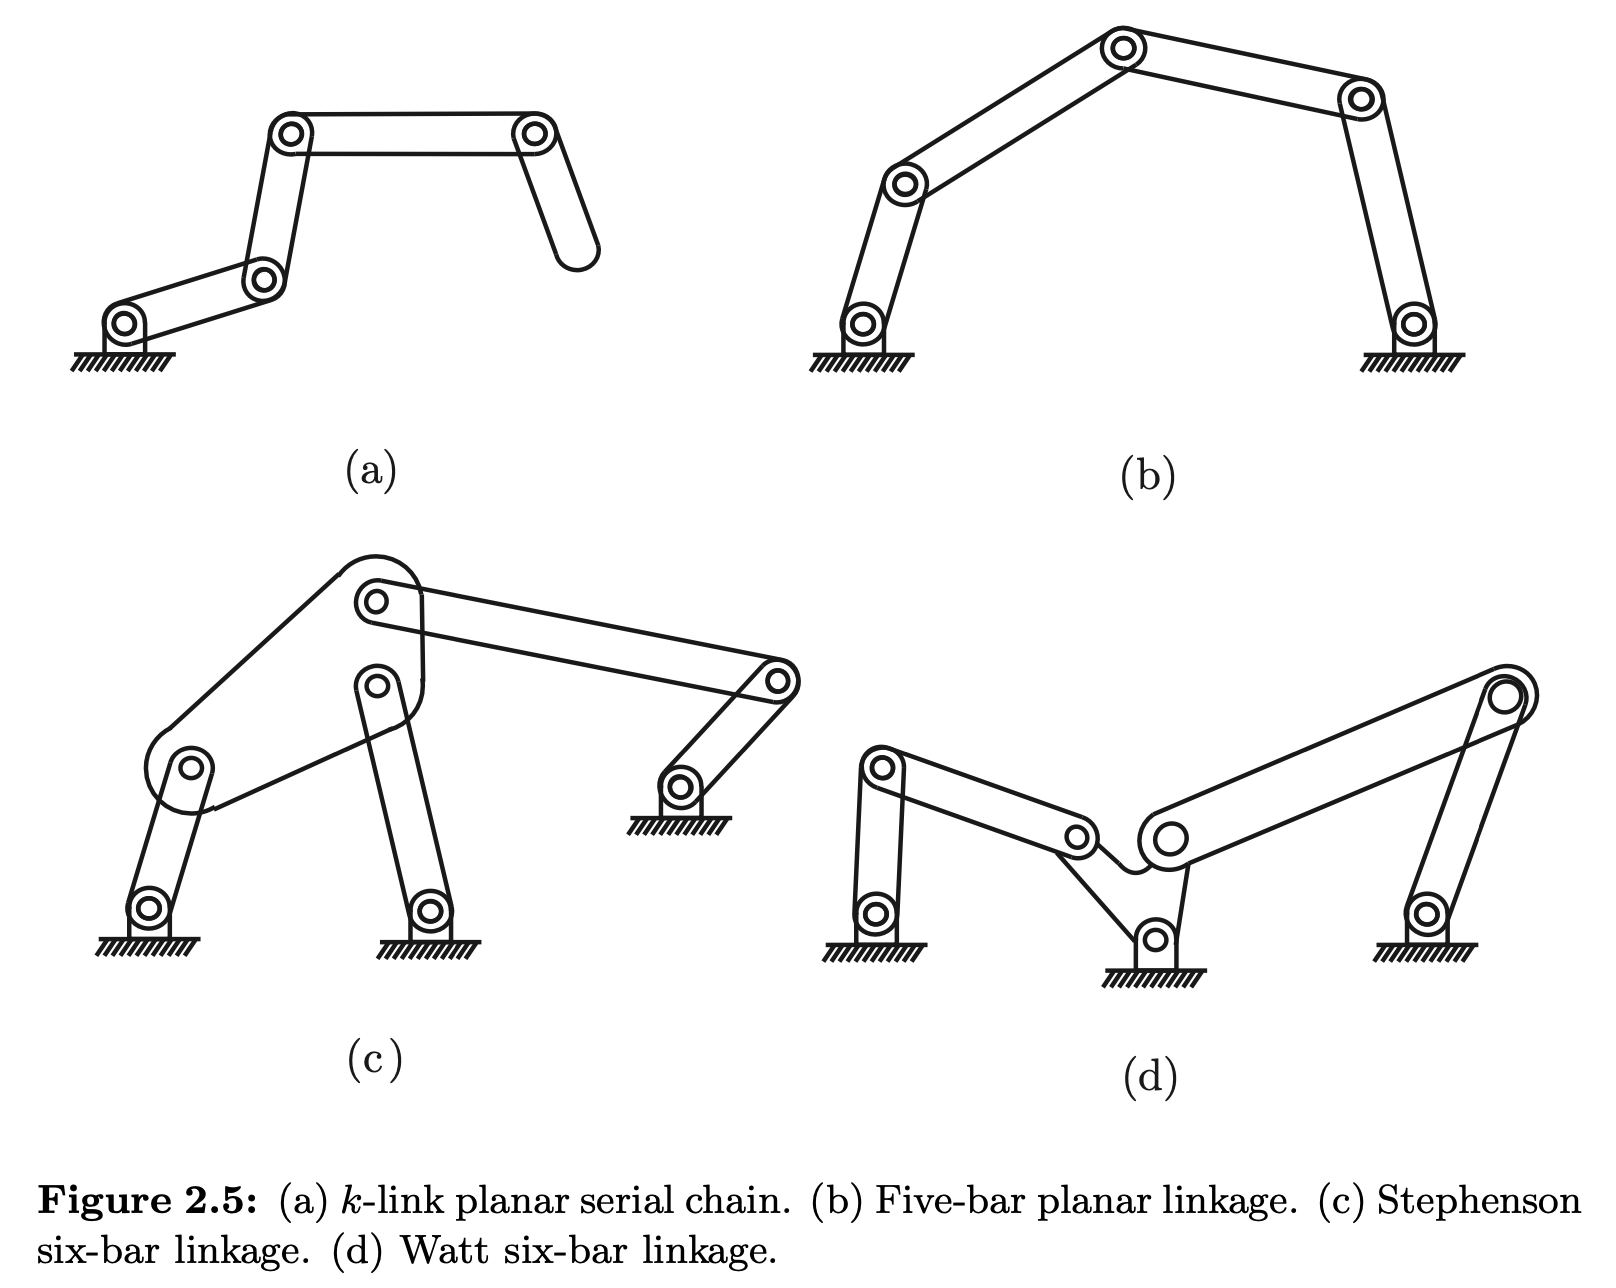 (a)
(b)
(c)
(d)
Figure 2.5: (a) k-link planar serial chain. (b) Five-bar planar linkage. (c) Stephenson
six-bar linkage. (d) Watt six-bar linkage.